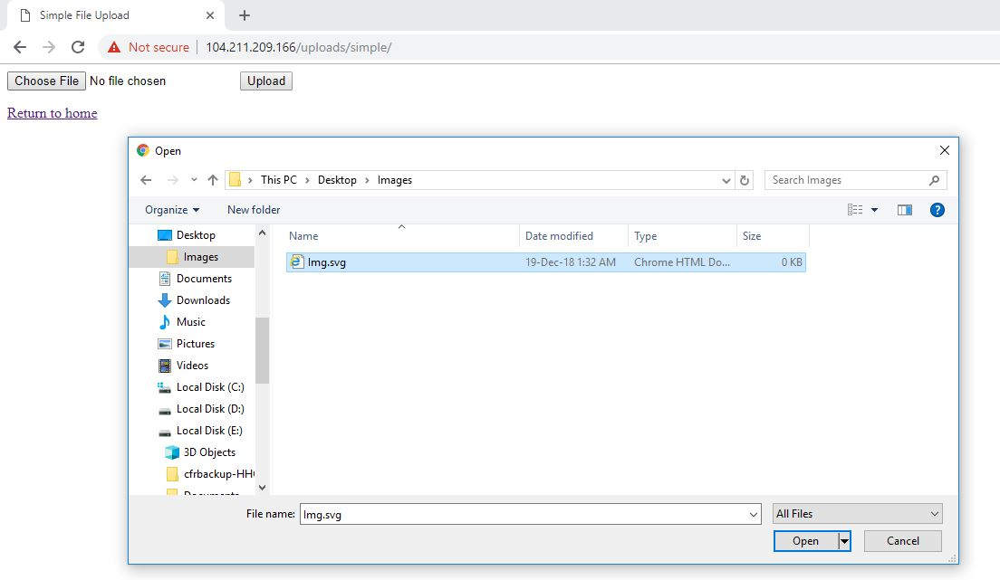 Simple File Upload
Not secure 104.211.209.166/uploads/simple/
Choose File No file chosen Upload
Return to home
Open
This PC Desktop Images Search Images
Organize New folder
Name Date modified Type Size
Img.svg 19-Dec-18 1:32 AM Chrome HTML Do... 0 KB
Desktop
Images
Documents
Downloads
Music
Pictures
Videos
Local Disk (C:)
Local Disk (D:)
Local Disk (E:)
3D Objects
cfrbackup-HH
Documents
File name: Img.svg All Files
Open Cancel